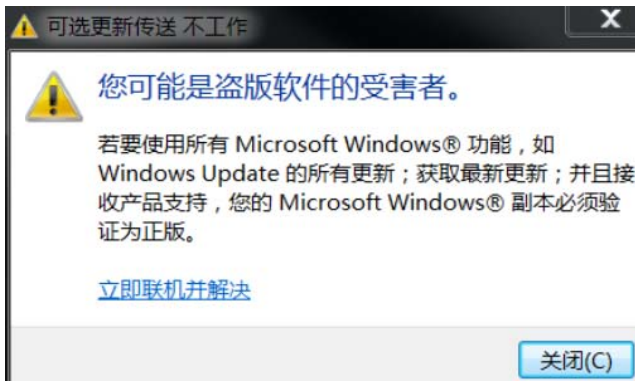 可选更新传送 不工作
您可能是盗版软件的受害者。
若要使用所有 Microsoft Windows® 功能，如
Windows Update 的所有更新；获取最新更新；并且接
收产品支持，您的 Microsoft Windows® 副本必须验
证为正版。
立即联机并解决
关闭(C)